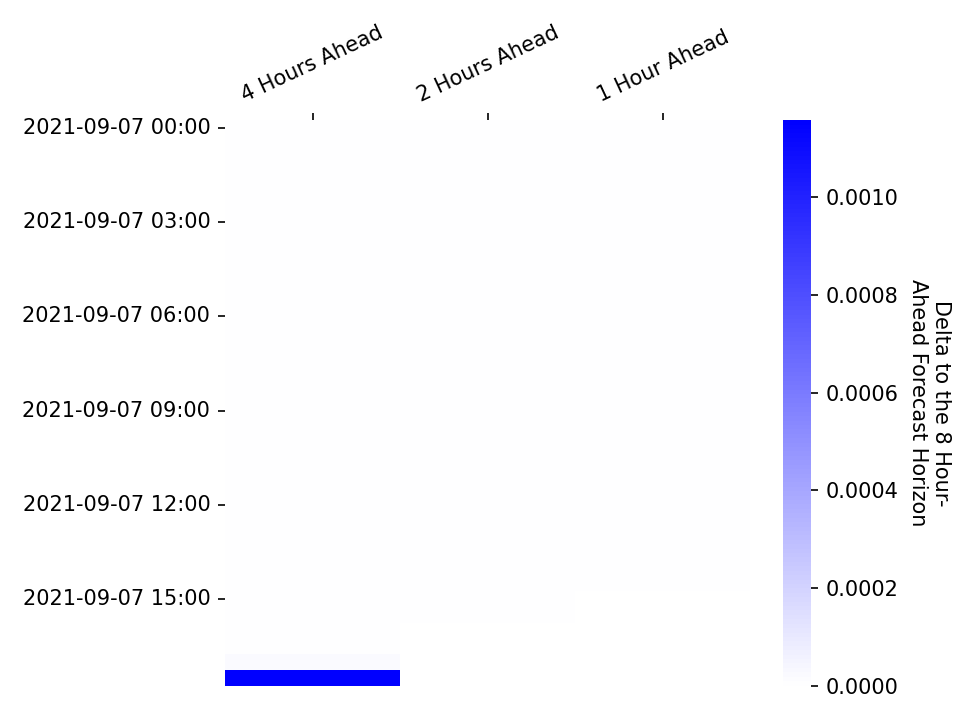 4 Hours Ahead
2 Hours Ahead
1 Hour Ahead
2021-09-07 00:00
2021-09-07 03:00
2021-09-07 06:00
2021-09-07 09:00
2021-09-07 12:00
2021-09-07 15:00
0.0010
0.0008
0.0006
0.0004
0.0002
0.0000
Delta to the 8 Hour-
Ahead Forecast Horizon